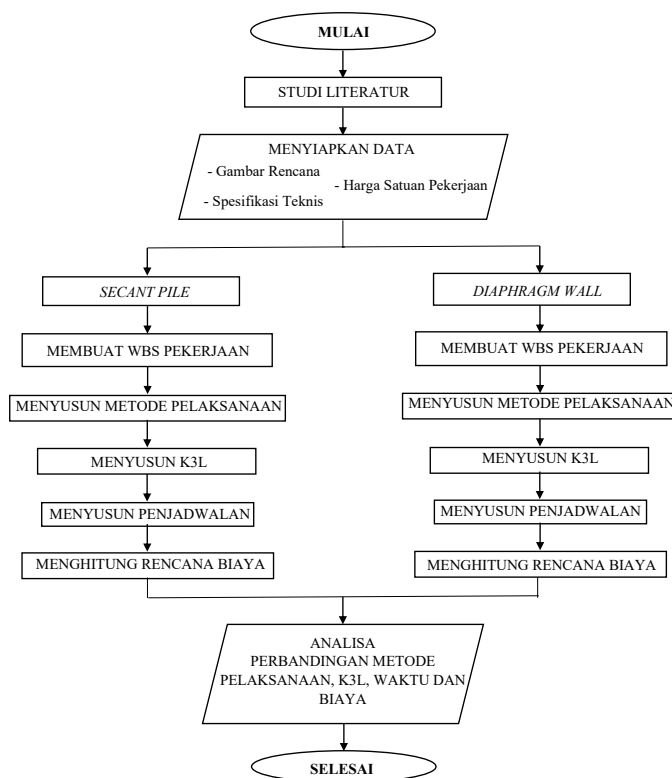 MULAI
STUDI LITERATUR
MENYIAPKAN DATA
- Gambar Rencana
- Harga Satuan Pekerjaan
- Spesifikasi Teknis
SECANT PILE
MEMBUAT WBS PEKERJAAN
MENYUSUN METODE PELAKSANAAN
MENYUSUN K3L
MENYUSUN PENJADWALAN
MENGHITUNG RENCANA BIAYA
DIAPHRAGM WALL
MEMBUAT WBS PEKERJAAN
MENYUSUN METODE PELAKSANAAN
MENYUSUN K3L
MENYUSUN PENJADWALAN
MENGHITUNG RENCANA BIAYA
ANALISA
PERBANDINGAN METODE
PELAKSANAAN, K3L, WAKTU DAN
BIAYA
SELESAI